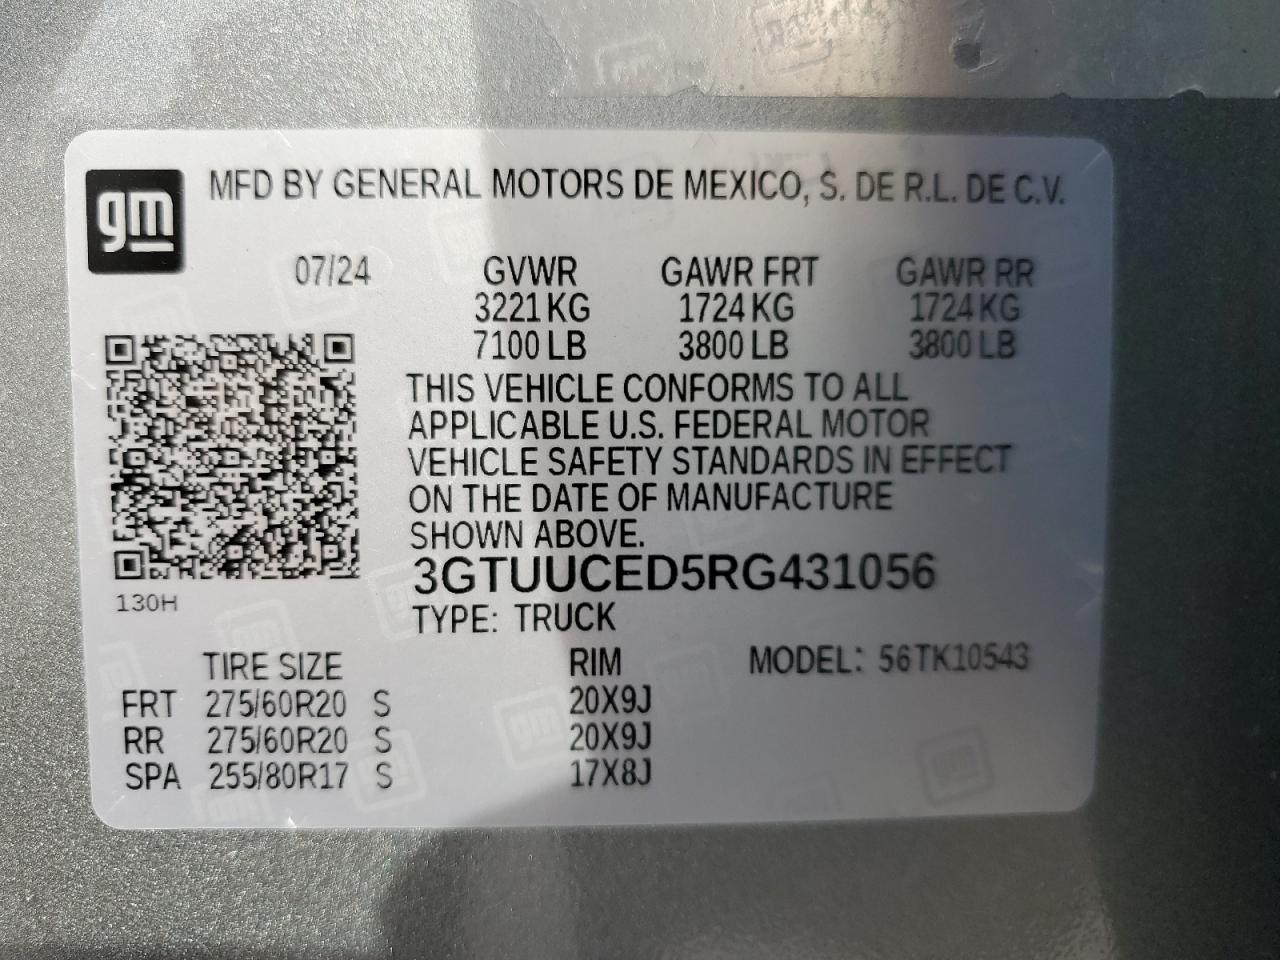 gm
MFD BY GENERAL MOTORS DE MEXICO, S. DE R.L. DE C.V.
07/24 GVWR GAWR FRT GAWR RR
3221 KG 1724 KG 1724 KG
7100 LB 3800 LB 3800 LB
THIS VEHICLE CONFORMS TO ALL
APPLICABLE U.S. FEDERAL MOTOR
VEHICLE SAFETY STANDARDS IN EFFECT
ON THE DATE OF MANUFACTURE
SHOWN ABOVE.
3GTUUCED5RG431056
130H
TYPE: TRUCK
TIRE SIZE RIM MODEL: 56TK10543
FRT 275/60R20 S 20X9J
RR 275/60R20 S 20X9J
SPA 255/80R17 S 17X8J